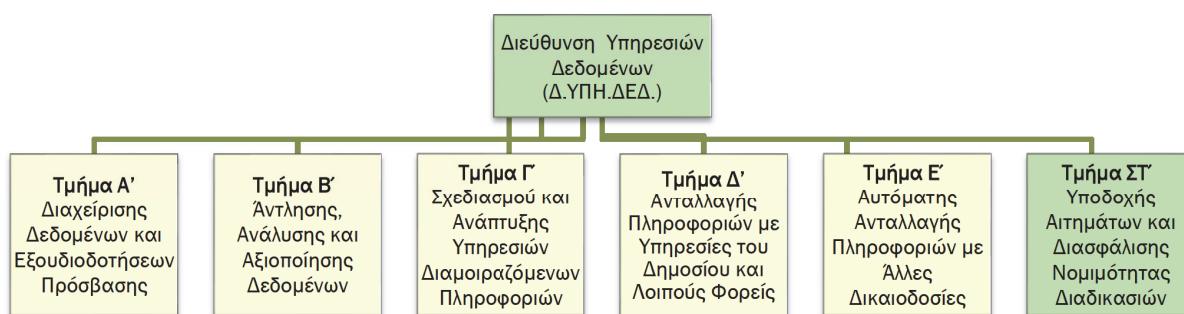 Διεύθυνση Υπηρεσιών
Δεδομένων
(Δ.ΥΠΗ.ΔΕΔ.)
Τμήμα Α’
Διαχείρισης
Δεδομένων και
Εξουδιοδοτήσεων
Πρόσβασης
Τμήμα Β΄
Άντλησης,
Ανάλυσης και
Αξιοποίησης
Δεδομένων
Τμήμα Γ΄
Σχεδιασμού και
Ανάπτυξης
Υπηρεσιών
Διαμοιραζόμενων
Πληροφοριών
Τμήμα Δ’
Ανταλλαγής
Πληροφοριών με
Υπηρεσίες του
Δημοσίου και
Λοιπούς Φορείς
Τμήμα Ε΄
Αυτόματης
Ανταλλαγής
Πληροφοριών με
Άλλες
Δικαιοδοσίες
Τμήμα ΣΤ΄
Υποδοχής
Αιτημάτων και
Διασφάλισης
Νομιμότητας
Διαδικασιών